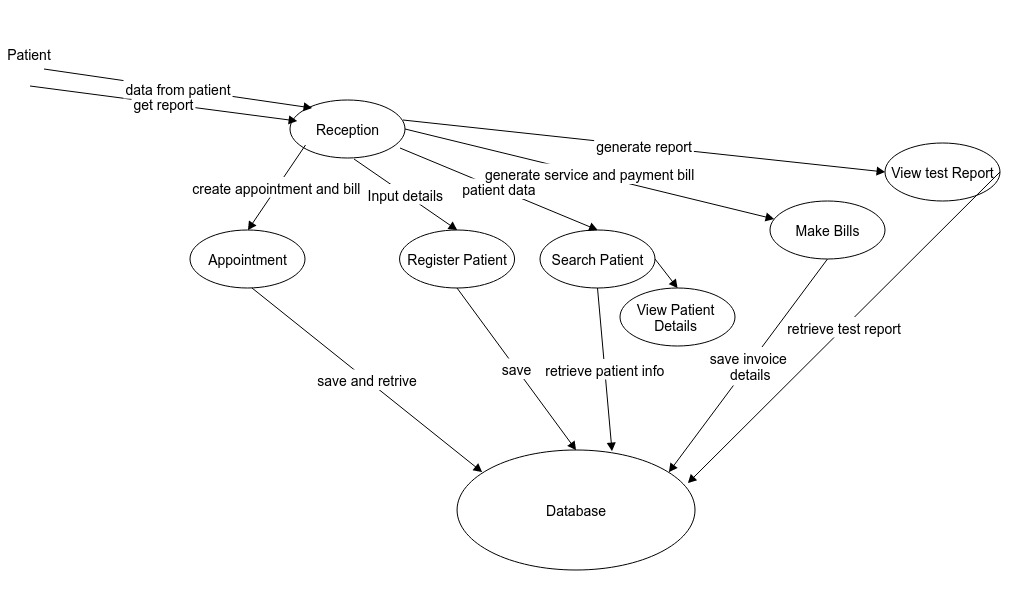 Patient
data from patient
get report
Reception
generate report
View test Report
generate service and payment bill
create appointment and bill
Input details
patient data
Make Bills
Appointment
Register Patient
Search Patient
View Patient
Details
retrieve test report
save invoice
details
save and retrive
save
retrieve patient info
Database